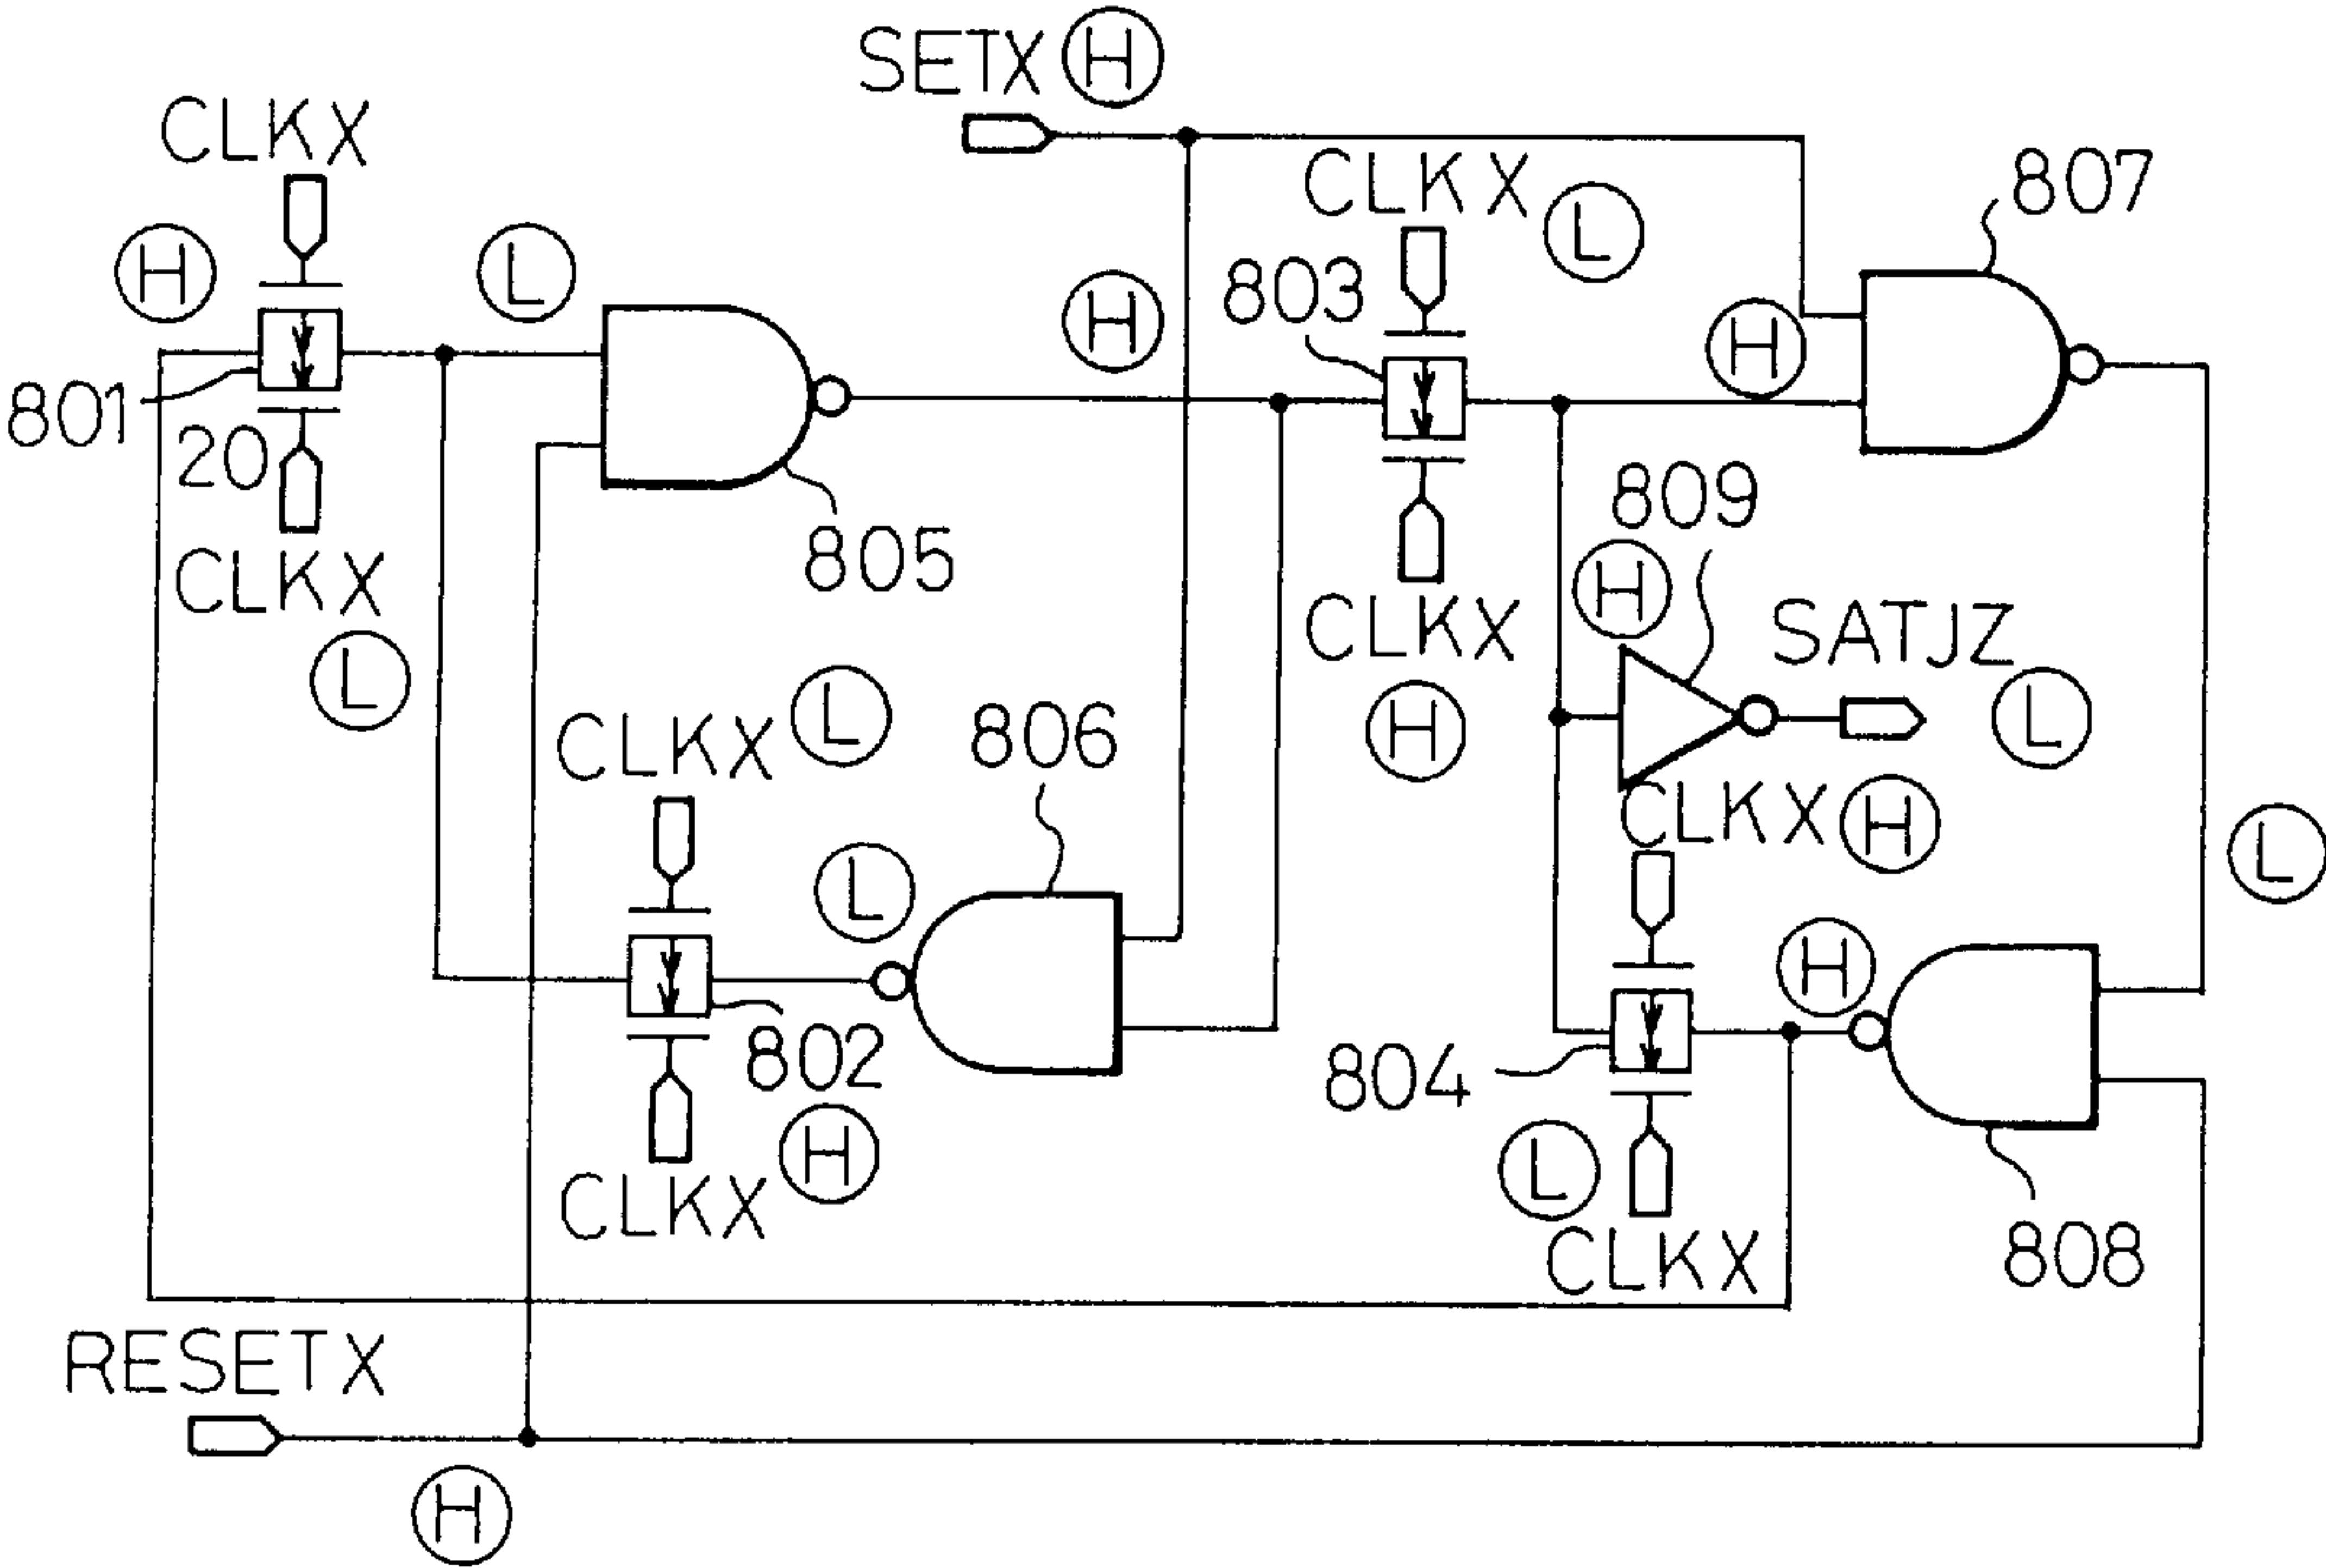 SETX H
CLKX
CLKX L
807
H
L
803
H
H
801
20
CLKX
L
805
809
H
CLKX
H
SATJZ
L
CLKX L
806
CLKX H
L
L
H
802
H
CLKX
804
L
CLKX
808
RESETX
H